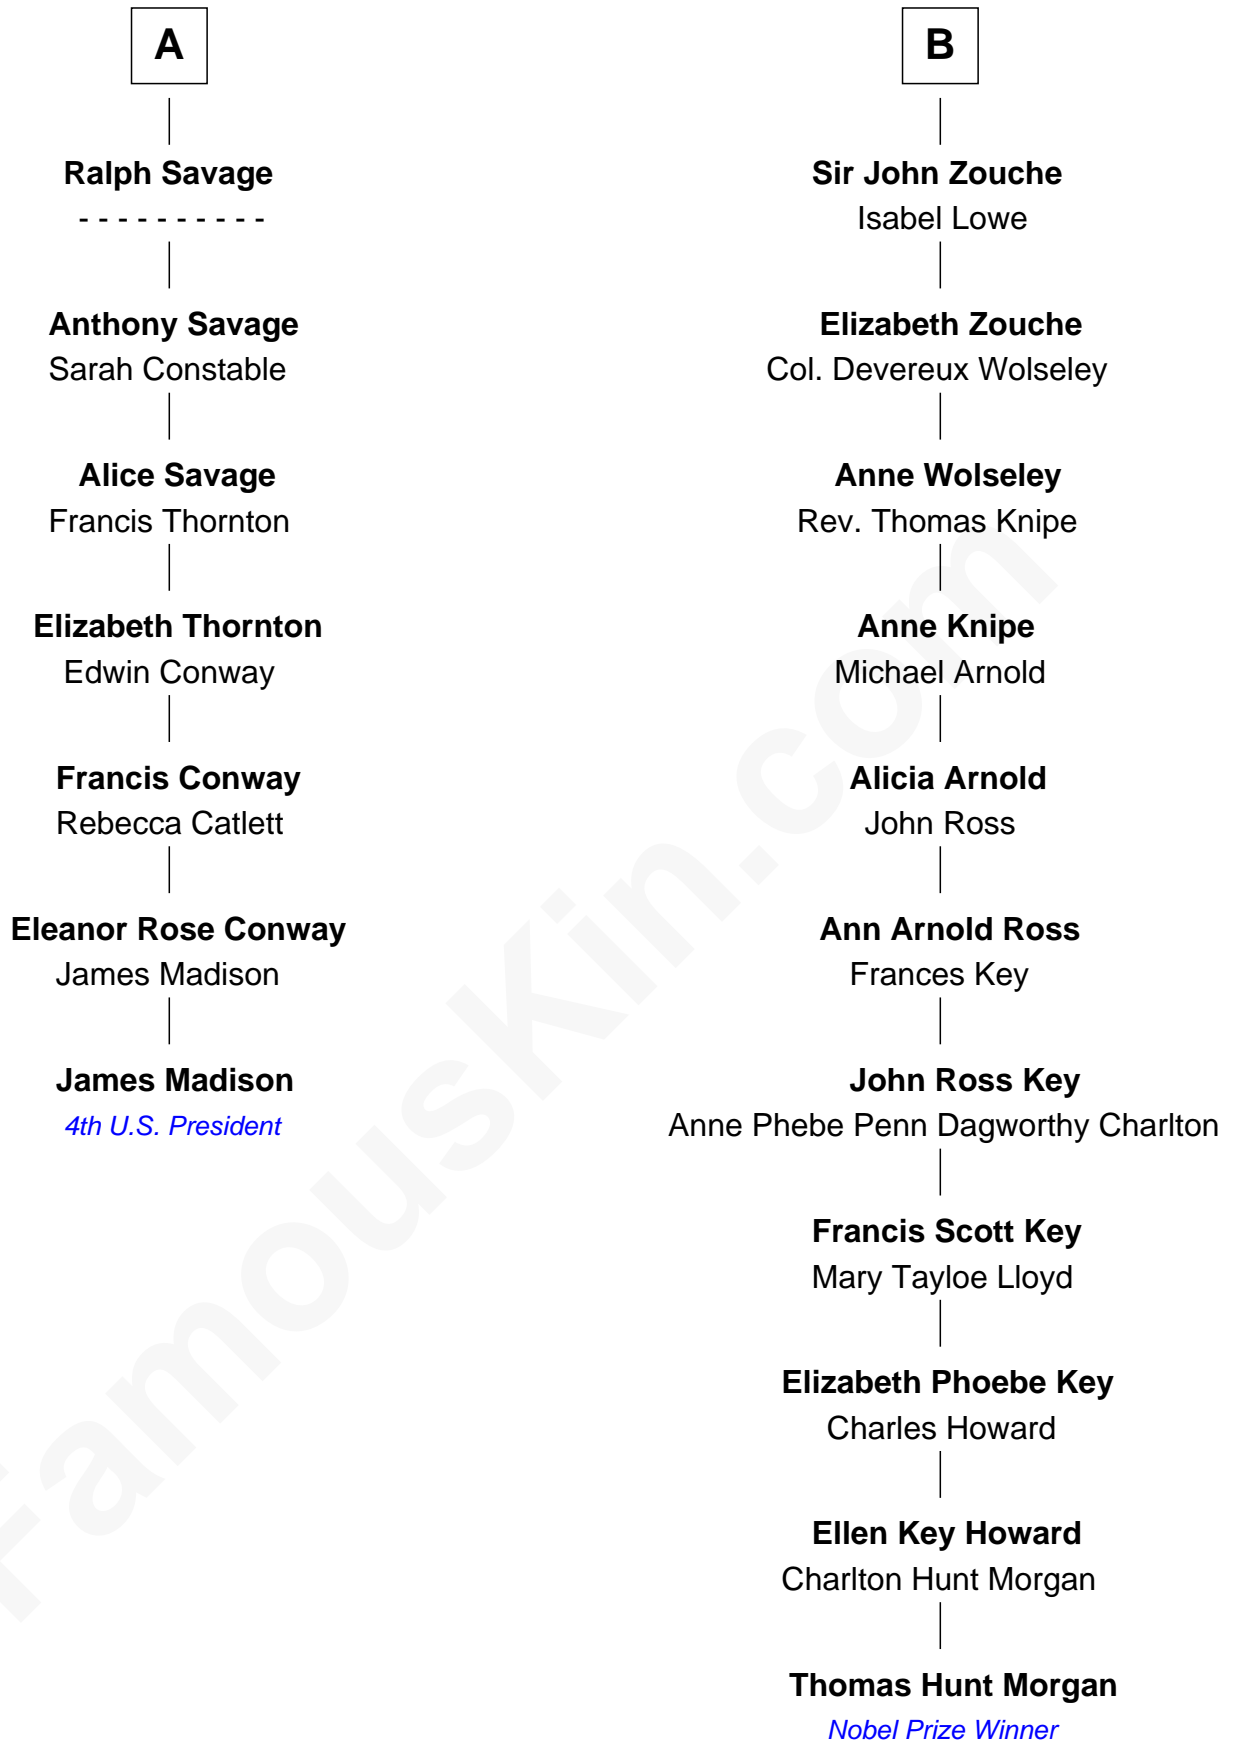 A
Ralph Savage
- - - - - - - - - -
Anthony Savage
Sarah Constable
Alice Savage
Francis Thornton
Elizabeth Thornton
Edwin Conway
Francis Conway
Rebecca Catlett
Eleanor Rose Conway
James Madison
James Madison
4th U.S. President
B
Sir John Zouche
Isabel Lowe
Elizabeth Zouche
Col. Devereux Wolseley
Anne Wolseley
Rev. Thomas Knipe
Anne Knipe
Michael Arnold
Alicia Arnold
John Ross
Ann Arnold Ross
Frances Key
John Ross Key
Anne Phebe Penn Dagworthy Charlton
Francis Scott Key
Mary Tayloe Lloyd
Elizabeth Phoebe Key
Charles Howard
Ellen Key Howard
Charlton Hunt Morgan
Thomas Hunt Morgan
Nobel Prize Winner
FamousKin.com